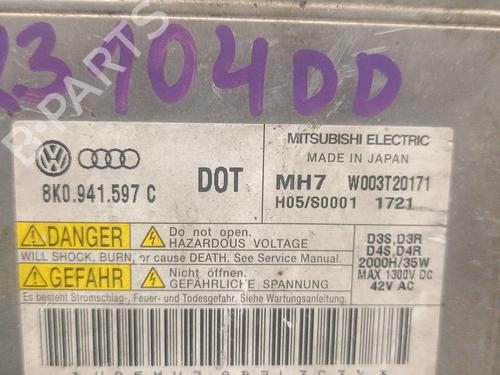 23404DD
B-PARTS
MITSUBISHI ELECTRIC
MADE IN JAPAN
8K0.941.597 C DOT MH7 W003T20171
H05/S0001 1721
DANGER Do not open. HAZARDOUS VOLTAGE
WILL SHOCK, BURN, or cause DEATH. See Service Manual.
GEFAHR Nicht öffnen. GEFÄHRLICHE SPANNUNG
Es besteht Stromschlag-, Feuer- und Todesgefahr. Siehe Wartungsanleitung.
D3S, D3R
D4S, D4R
2000H/35W
MAX 1300V DC
42V AC